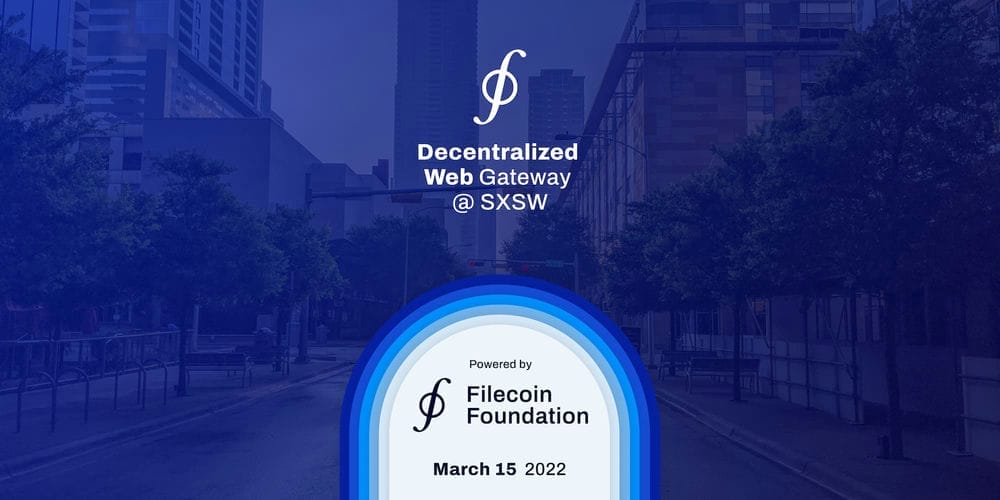 Decentralized
Web Gateway
@ SXSW
Powered by
Filecoin
Foundation
March 15 2022